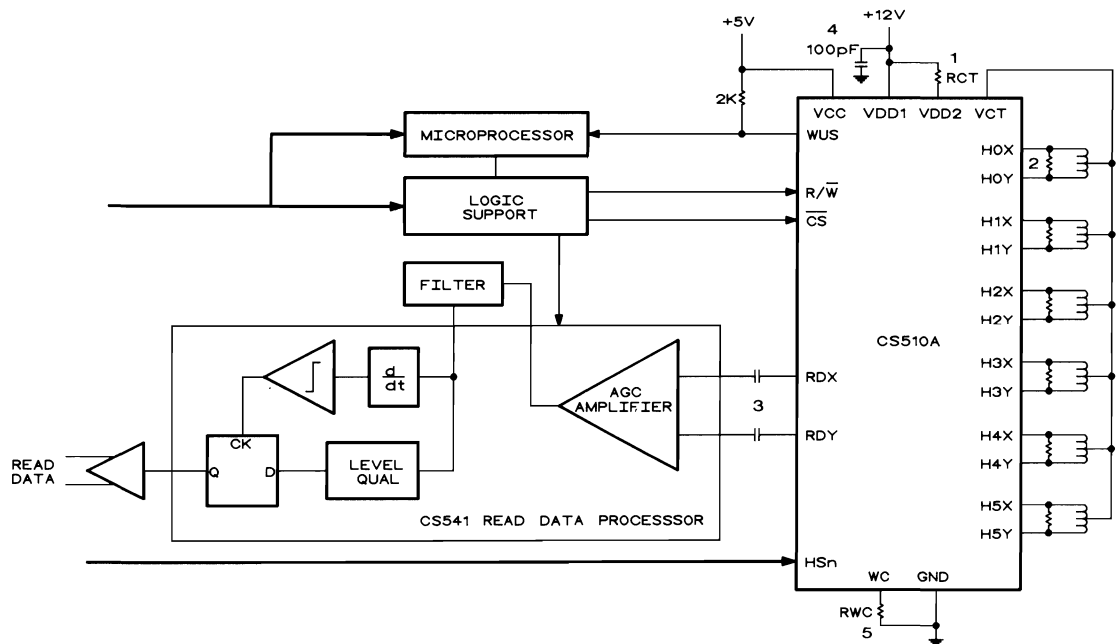 +12V
+5V
4
100pF
1
RCT
2K
VCC
VDD1
VDD2
VCT
MICROPROCESSOR
WUS
LOGIC
SUPPORT
R/W̅
C̅S̅
H0X
2
H0Y
H1X
H1Y
FILTER
H2X
H2Y
CS510A
d
dt
AGC
AMPLIFIER
RDX
3
RDY
H3X
H3Y
CK
Q
D
LEVEL
QUAL
READ
DATA
H4X
H4Y
H5X
H5Y
CS541 READ DATA PROCESSSOR
HSn
WC
GND
RWC
5